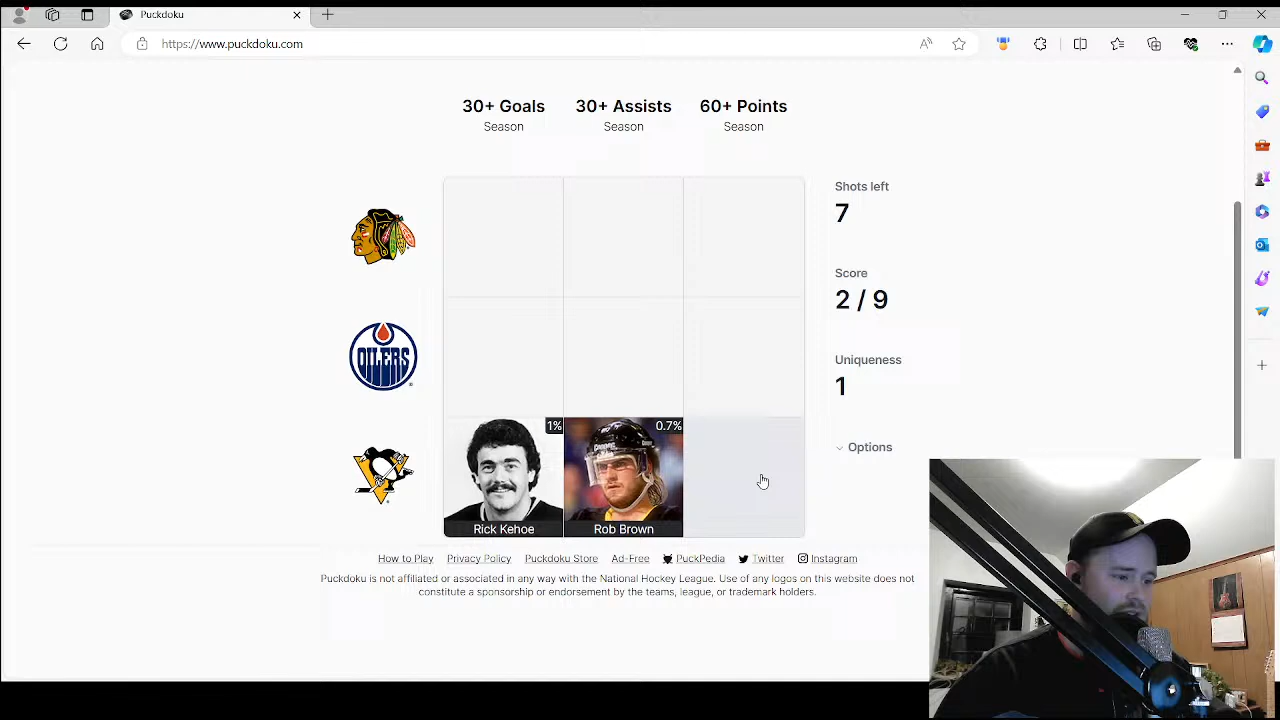 Puckdoku
https://www.puckdoku.com
30+ Goals
Season
30+ Assists
Season
60+ Points
Season
Shots left
7
Score
2 / 9
Uniqueness
1
Options
OILERS
1%
Rick Kehoe
0.7%
Rob Brown
How to Play Privacy Policy Puckdoku Store Ad-Free PuckPedia Twitter Instagram
Puckdoku is not affiliated or associated in any way with the National Hockey League. Use of any logos on this website does not
constitute a sponsorship or endorsement by the teams, league, or trademark holders.